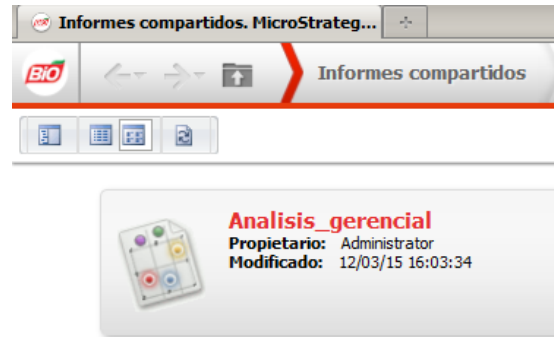 Informes compartidos. MicroStrateg...
BIO
Informes compartidos
Analisis_gerencial
Propietario: Administrator
Modificado: 12/03/15 16:03:34